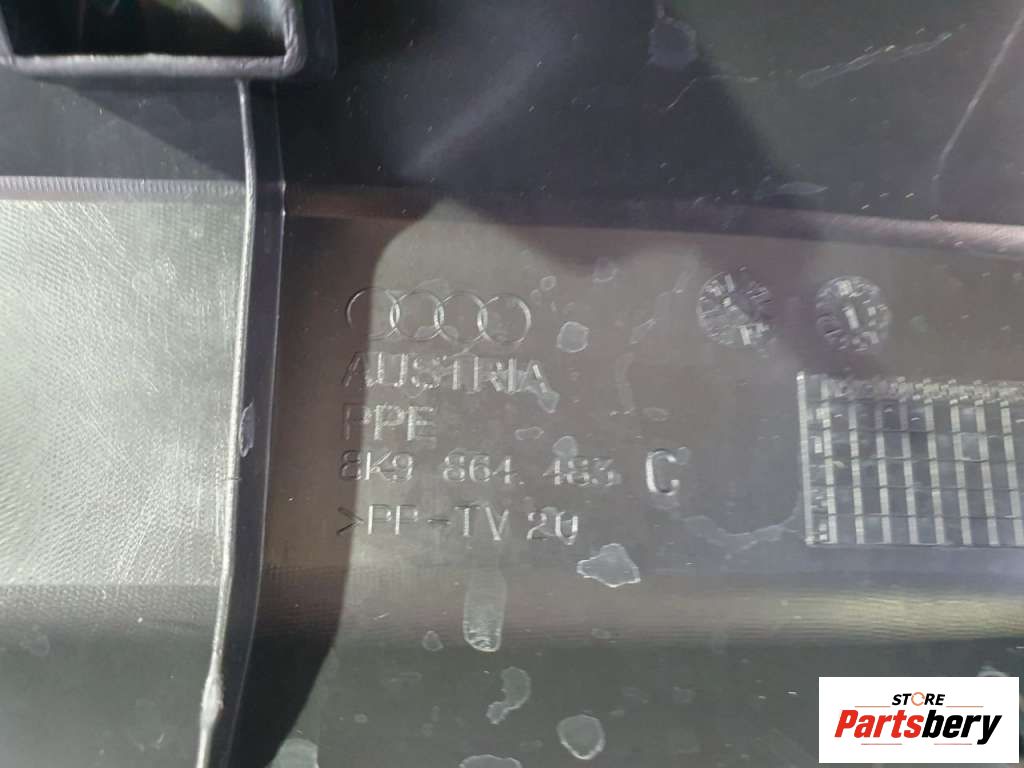 AUSTRIA
PPE
8K9 864 483 C
>PP-TV 20
STORE
Partsbery